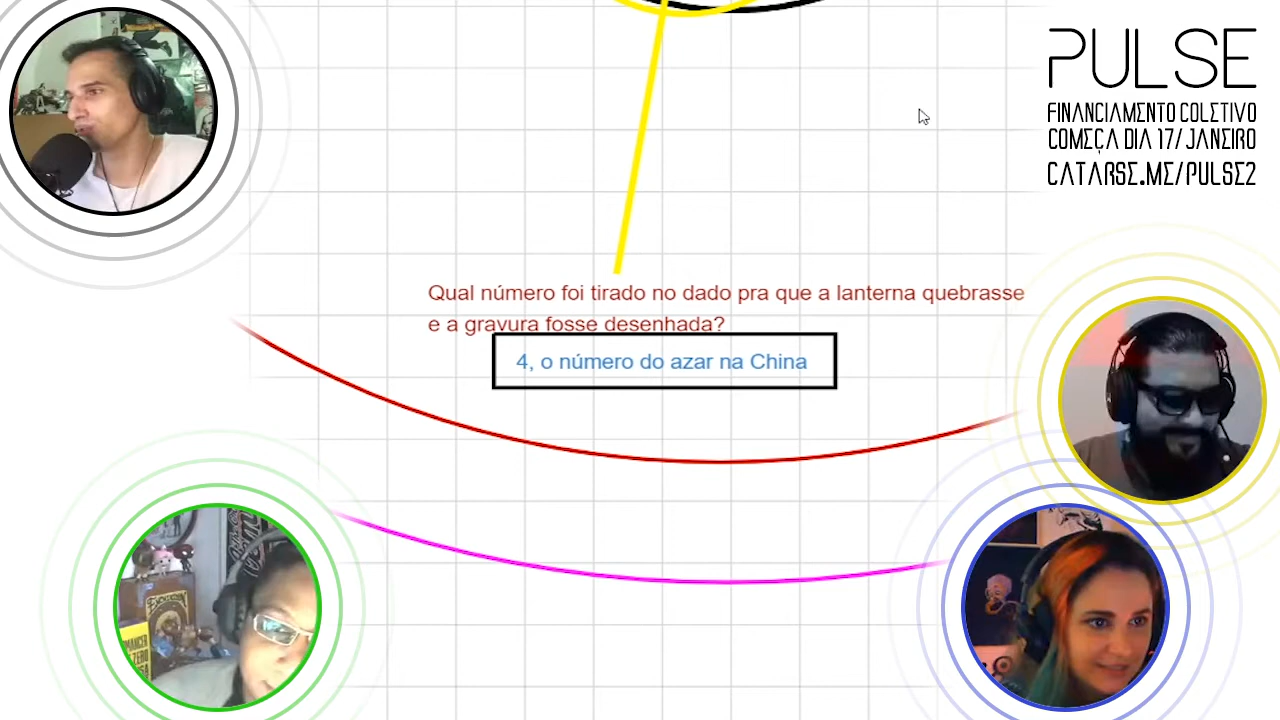 PULSE
FINANCIAMENTO COLETIVO
COMEÇA DIA 17/JANEIRO
CATARSE.ME/PULSE2
Qual número foi tirado no dado pra que a lanterna quebrasse
e a gravura fosse desenhada?
4, o número do azar na China